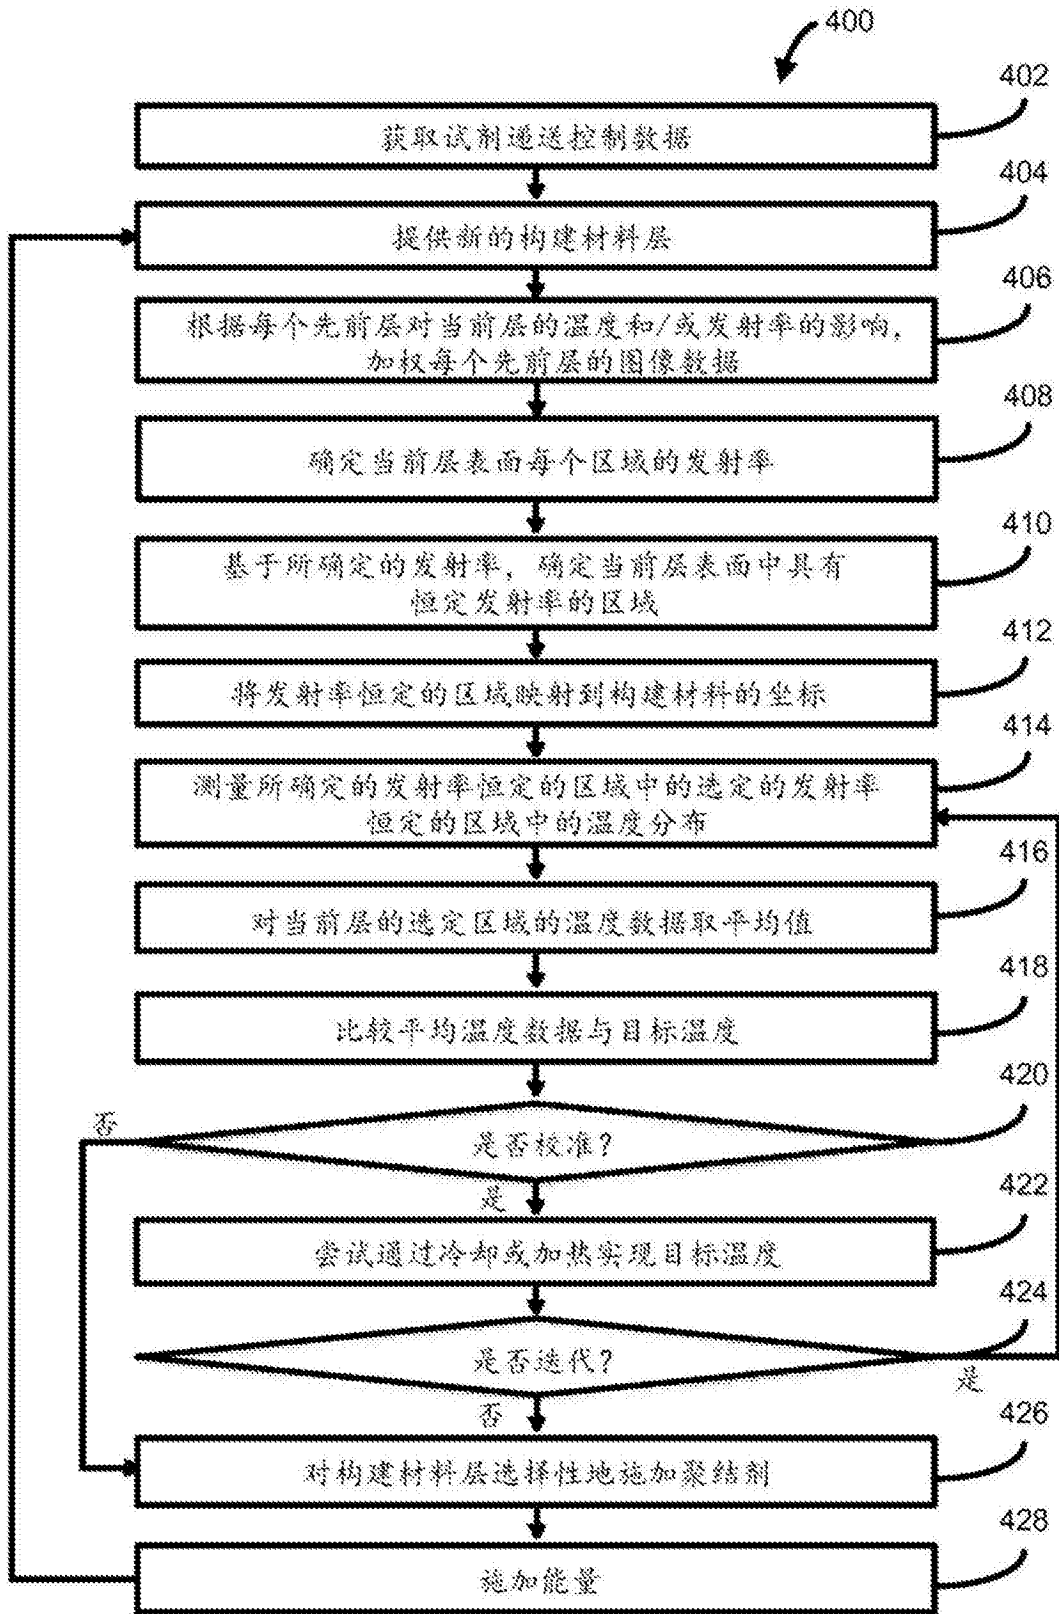 400
402
获取试剂递送控制数据
404
提供新的构建材料层
406
根据每个先前层对当前层的温度和/或发射率的影响,
加权每个先前层的图像数据
408
确定当前层表面每个区域的发射率
410
基于所确定的发射率, 确定当前层表面中具有
恒定发射率的区域
412
将发射率恒定的区域映射到构建材料的坐标
414
测量所确定的发射率恒定的区域中的选定的发射率
恒定的区域中的温度分布
416
对当前层的选定区域的温度数据取平均值
418
比较平均温度数据与目标温度
420
否
是否校准?
是
422
尝试通过冷却或加热实现目标温度
424
是否迭代?
是
否
426
对构建材料层选择性地施加聚结剂
428
施加能量